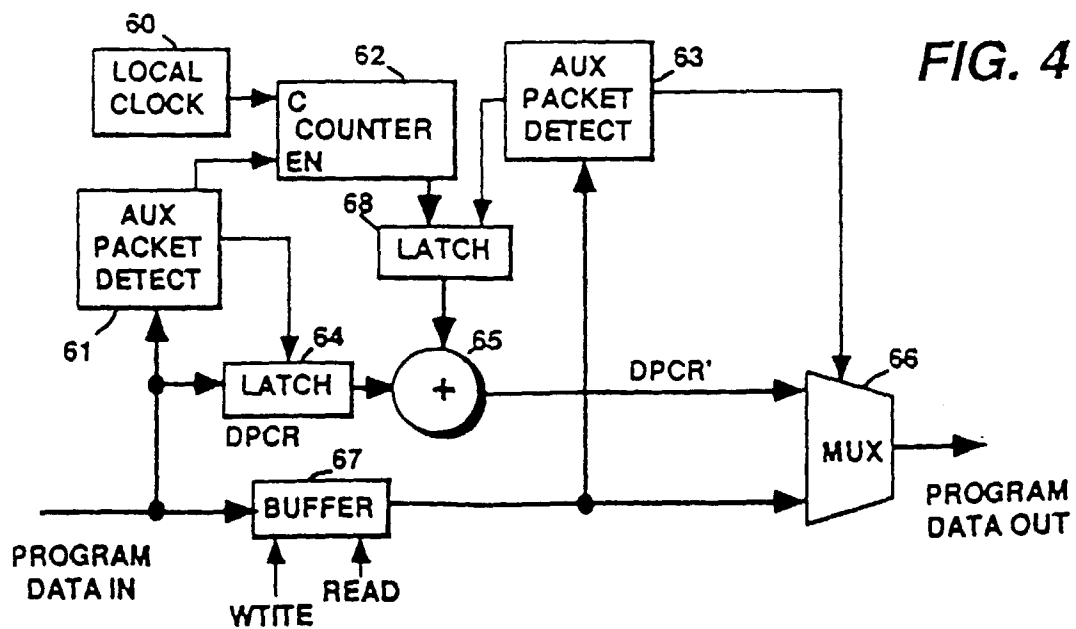 60
LOCAL
CLOCK
62
C
COUNTER
EN
AUX
PACKET
DETECT
63
FIG. 4
AUX
PACKET
DETECT
61
68
LATCH
64
LATCH
DPCR
65
+
DPCR'
66
MUX
67
BUFFER
PROGRAM
DATA IN
WTITE
READ
PROGRAM
DATA OUT